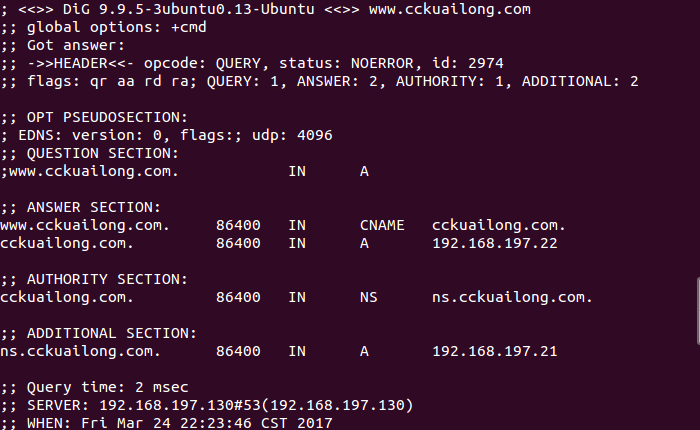 ; <<>> DiG 9.9.5-3ubuntu0.13-Ubuntu <<>> www.cckuailong.com
;; global options: +cmd
;; Got answer:
;; ->>HEADER<<- opcode: QUERY, status: NOERROR, id: 2974
;; flags: qr aa rd ra; QUERY: 1, ANSWER: 2, AUTHORITY: 1, ADDITIONAL: 2

;; OPT PSEUDOSECTION:
; EDNS: version: 0, flags:; udp: 4096
;; QUESTION SECTION:
;www.cckuailong.com.		IN	A

;; ANSWER SECTION:
www.cckuailong.com.	86400	IN	CNAME	cckuailong.com.
cckuailong.com.		86400	IN	A	192.168.197.22

;; AUTHORITY SECTION:
cckuailong.com.		86400	IN	NS	ns.cckuailong.com.

;; ADDITIONAL SECTION:
ns.cckuailong.com.	86400	IN	A	192.168.197.21

;; Query time: 2 msec
;; SERVER: 192.168.197.130#53(192.168.197.130)
;; WHEN: Fri Mar 24 22:23:46 CST 2017